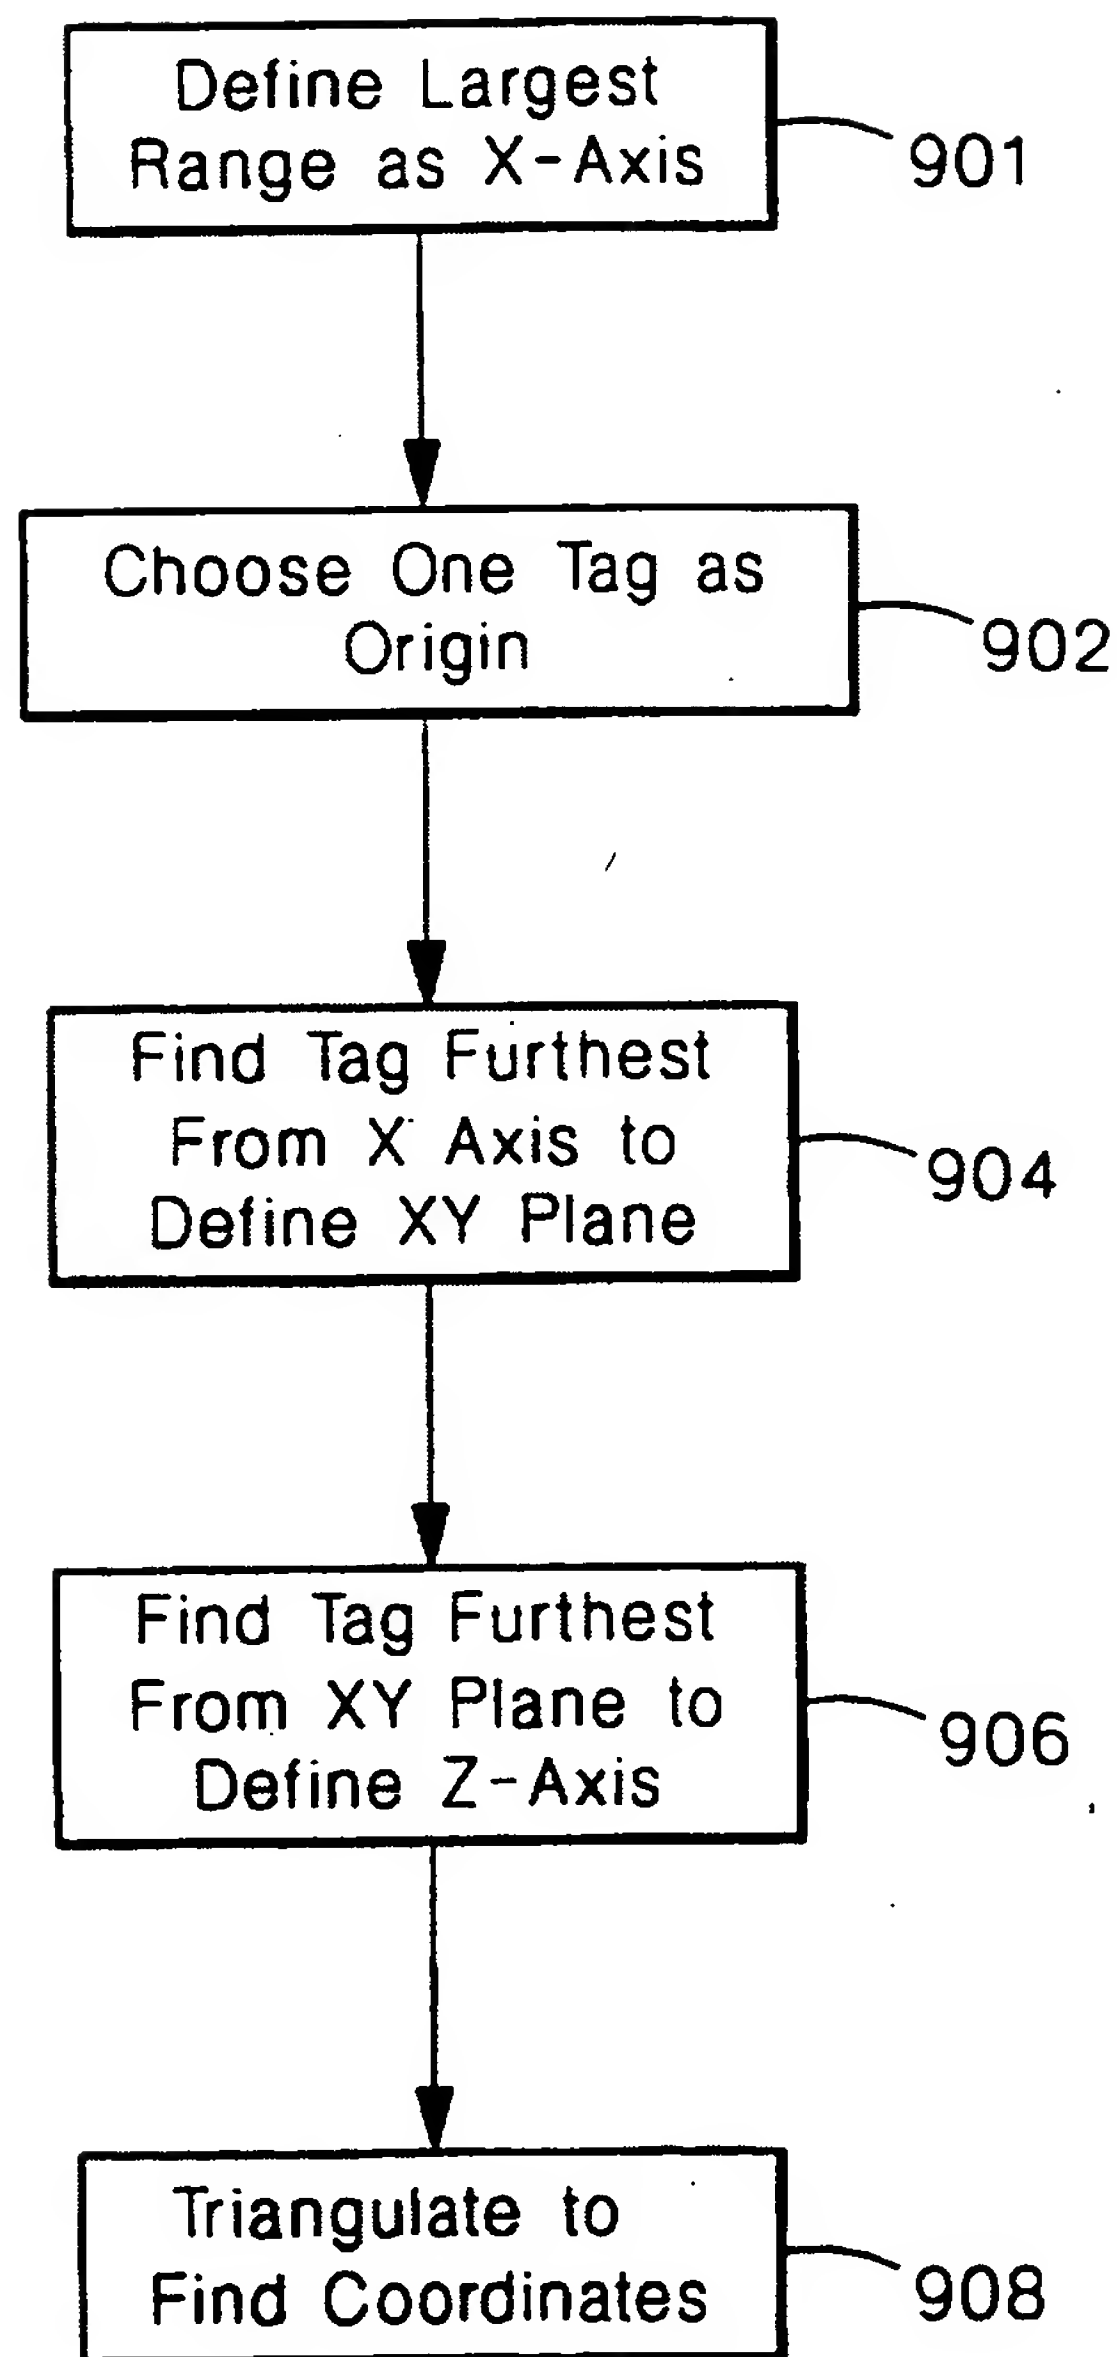 Define Largest
Range as X-Axis
901
Choose One Tag as
Origin
902
Find Tag Furthest
From X Axis to
Define XY Plane
904
Find Tag Furthest
From XY Plane to
Define Z-Axis
906
Triangulate to
Find Coordinates
908